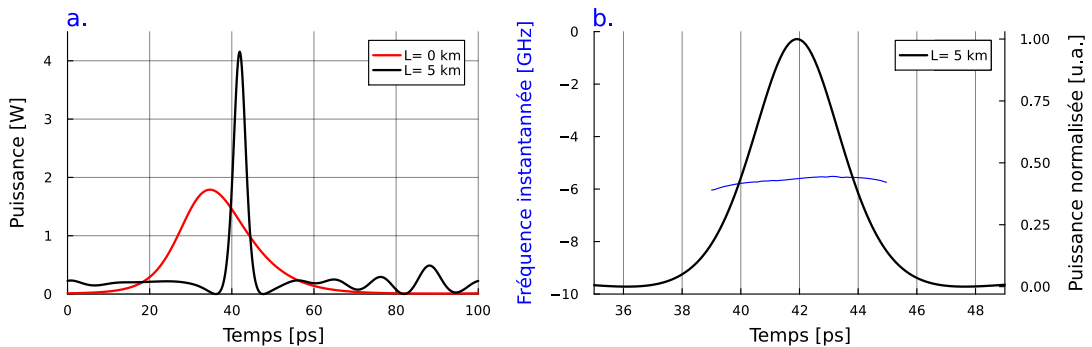 a.
Puissance [W]
4
3
2
1
0
L= 0 km
L= 5 km
0 20 40 60 80 100
Temps [ps]
b.
Fréquence instantannée [GHz]
0
−2
−4
−6
−8
−10
L= 5 km
1.00
0.75
0.50
0.25
0.00
Puissance normalisée [u.a.]
36 38 40 42 44 46 48
Temps [ps]